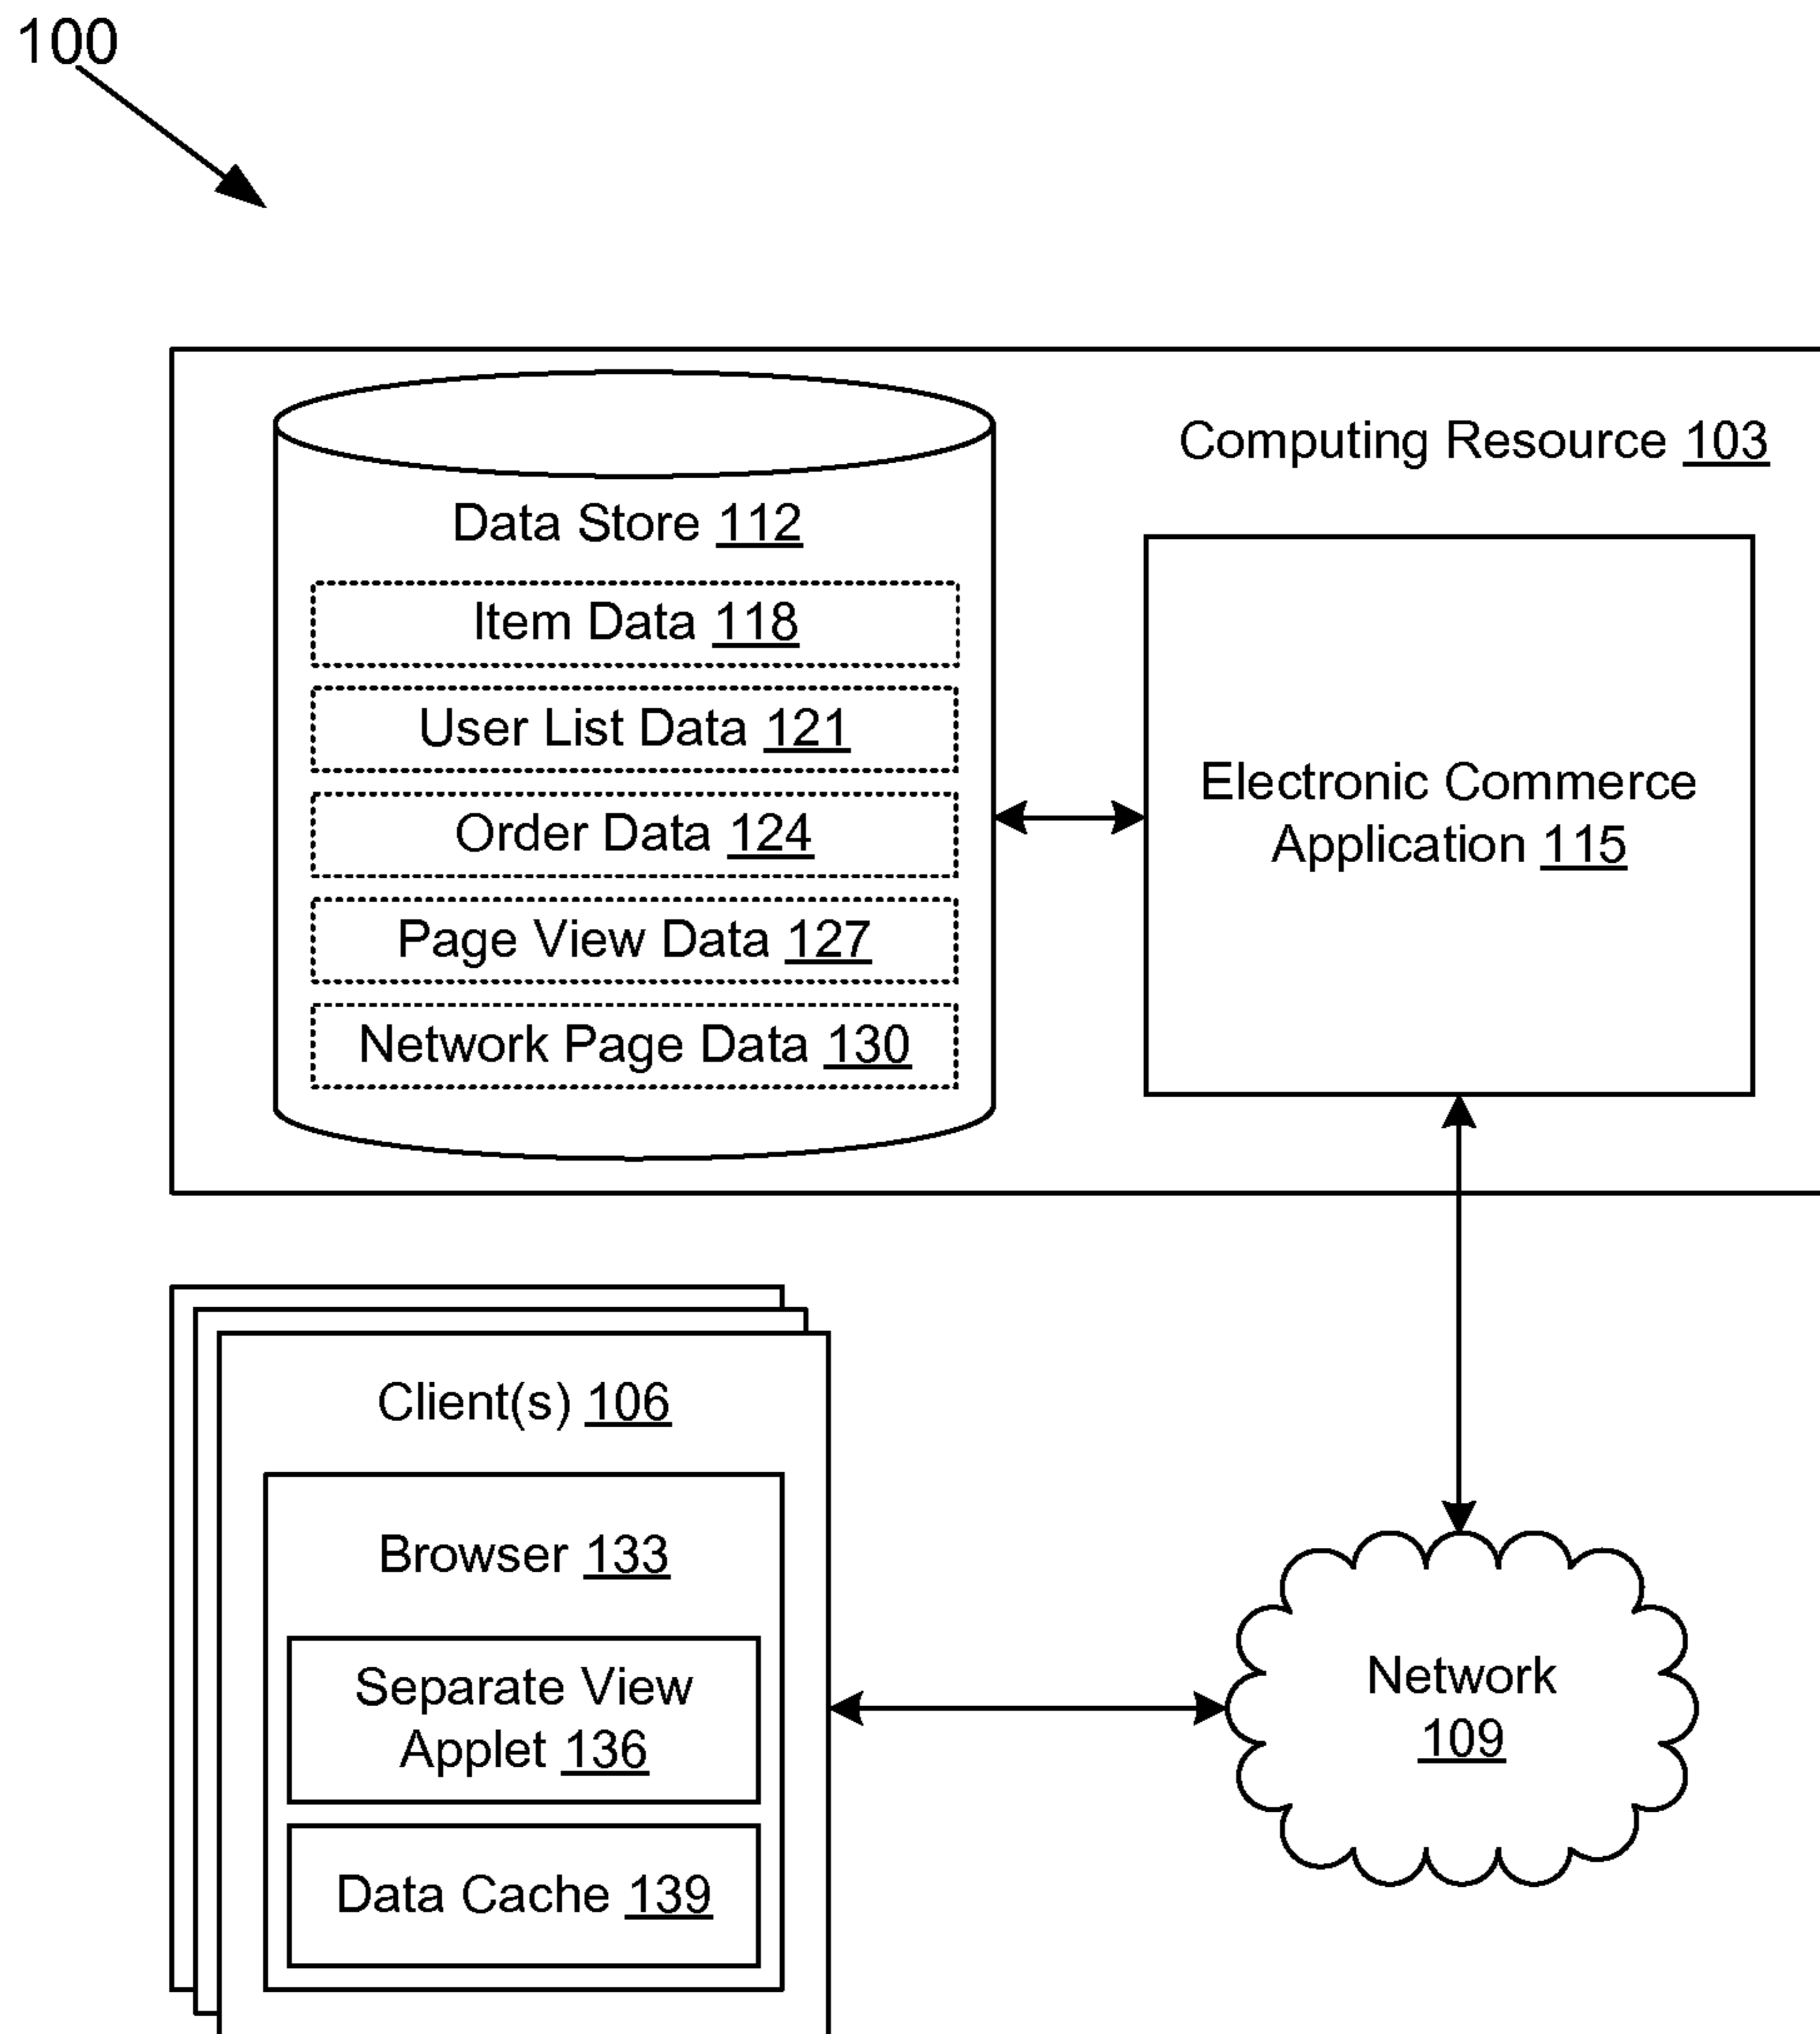 100
Computing Resource 103
Data Store 112
Item Data 118
User List Data 121
Order Data 124
Page View Data 127
Network Page Data 130
Electronic Commerce
Application 115
Client(s) 106
Browser 133
Separate View
Applet 136
Data Cache 139
Network
109